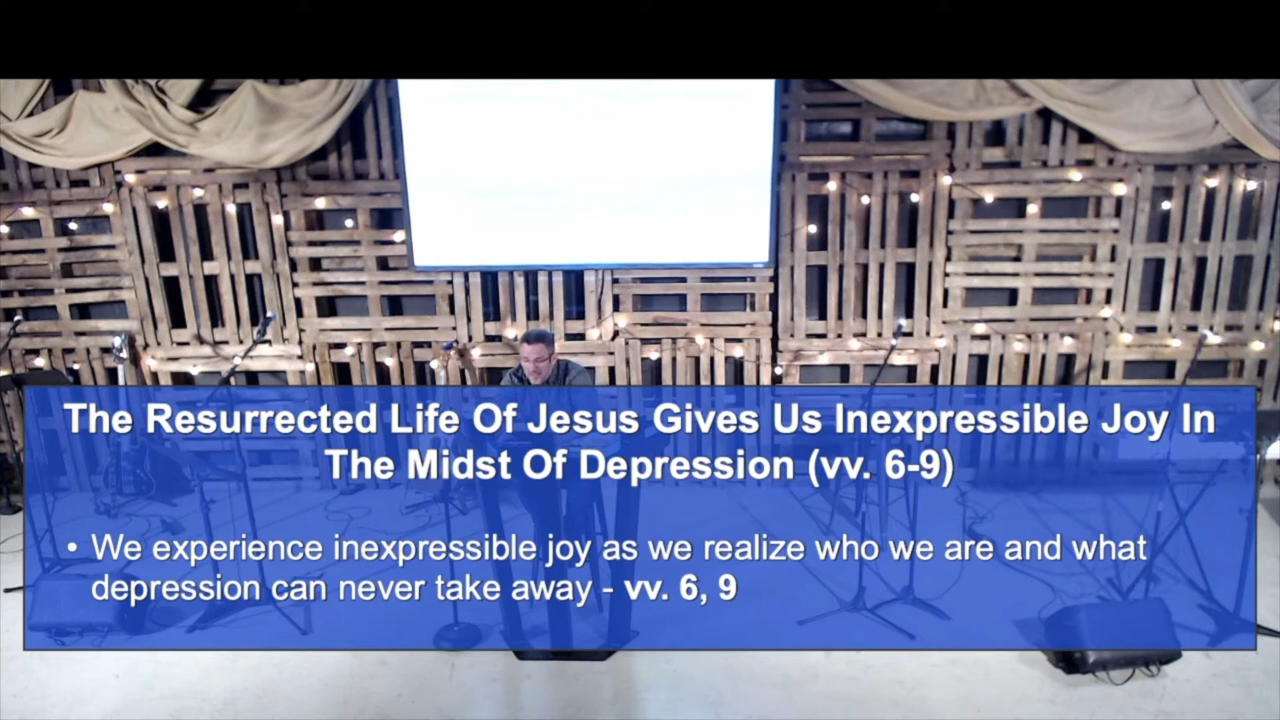 The Resurrected Life Of Jesus Gives Us Inexpressible Joy In
The Midst Of Depression (vv. 6-9)
• We experience inexpressible joy as we realize who we are and what
depression can never take away - vv. 6, 9